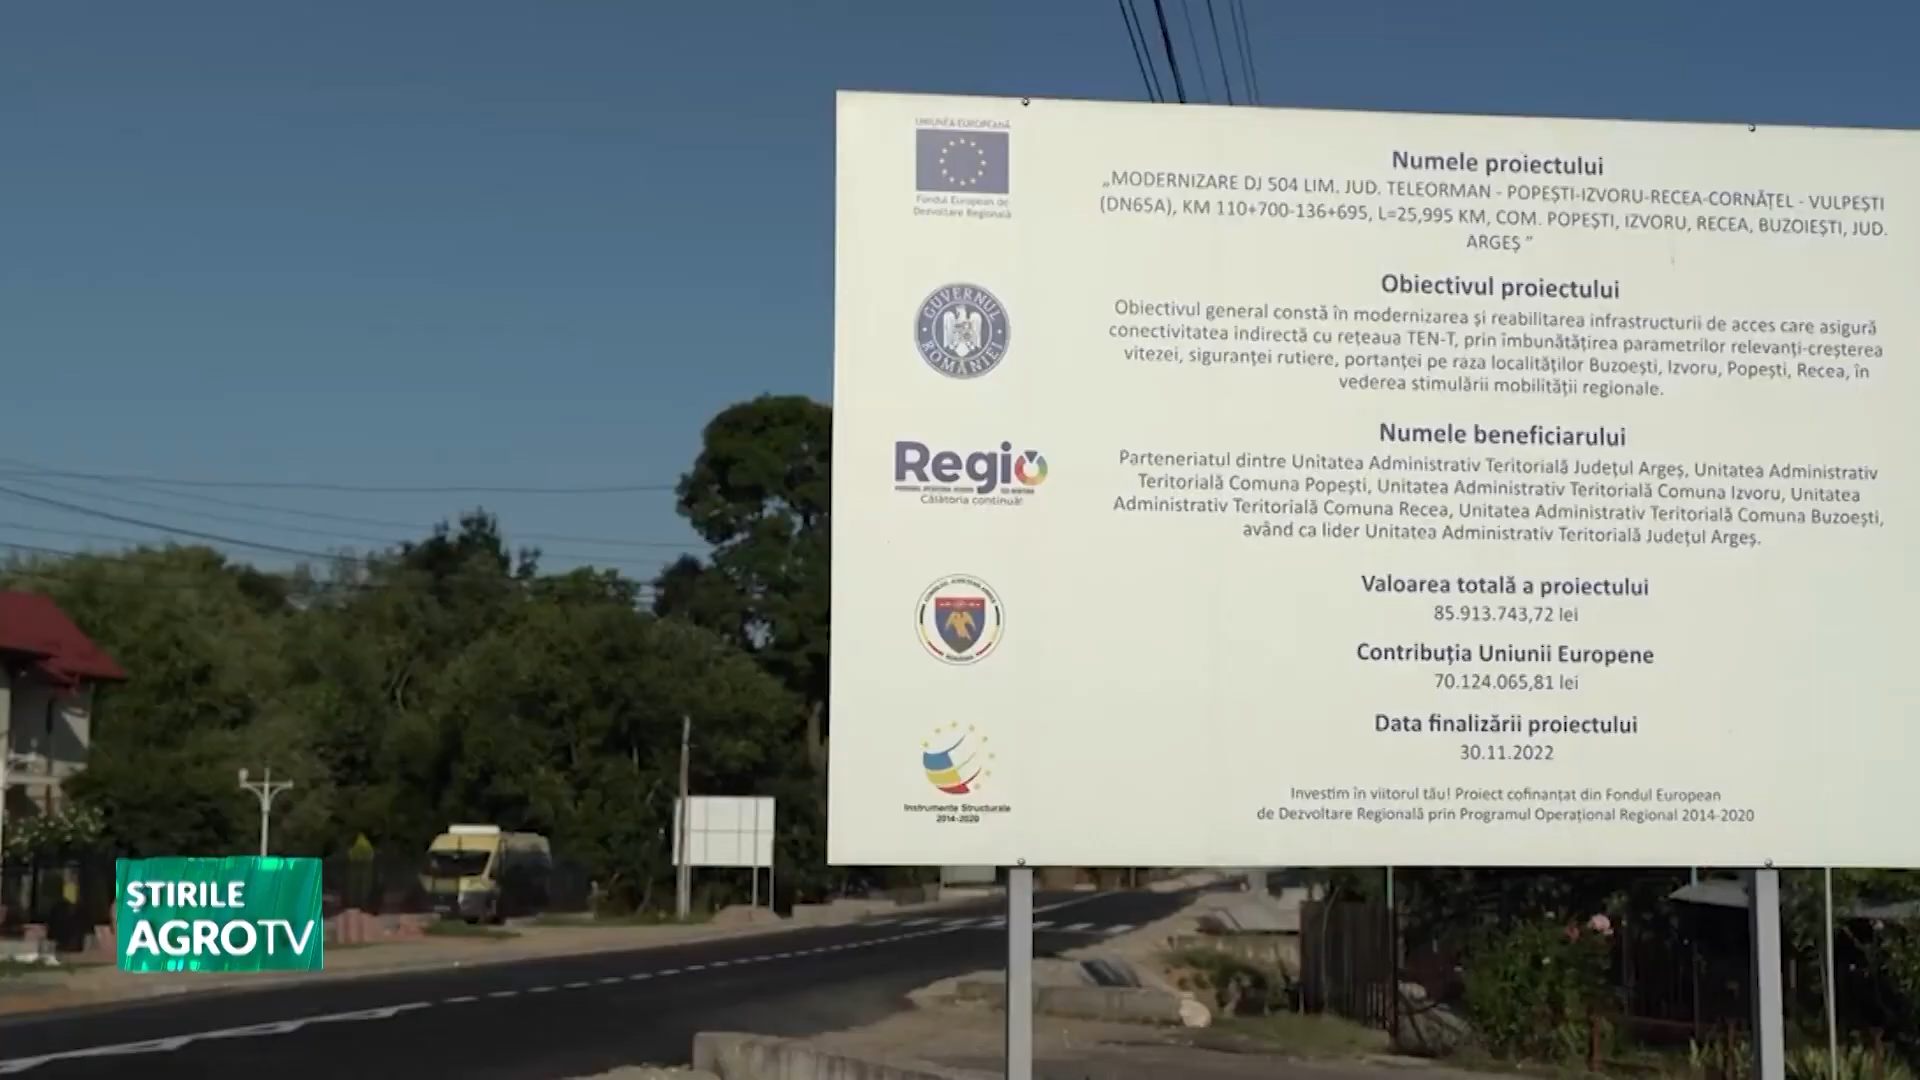 UNIUNEA EUROPEANĂ
Fondul European de
Dezvoltare Regională
GUVERNUL ROMÂNIEI
Regio
Călătoria continuă!
Instrumente Structurale
2014-2020
Numele proiectului
„MODERNIZARE DJ 504 LIM. JUD. TELEORMAN - POPEȘTI-IZVORU-RECEA-CORNĂȚEL - VULPEȘTI
(DN65A), KM 110+700-136+695, L=25,995 KM, COM. POPEȘTI, IZVORU, RECEA, BUZOIEȘTI, JUD.
ARGEȘ ”
Obiectivul proiectului
Obiectivul general constă în modernizarea și reabilitarea infrastructurii de acces care asigură
conectivitatea indirectă cu rețeaua TEN-T, prin îmbunătățirea parametrilor relevanți-creșterea
vitezei, siguranței rutiere, portanței pe raza localităților Buzoești, Izvoru, Popești, Recea, în
vederea stimulării mobilității regionale.
Numele beneficiarului
Parteneriatul dintre Unitatea Administrativ Teritorială Județul Argeș, Unitatea Administrativ
Teritorială Comuna Popești, Unitatea Administrativ Teritorială Comuna Izvoru, Unitatea
Administrativ Teritorială Comuna Recea, Unitatea Administrativ Teritorială Comuna Buzoești,
având ca lider Unitatea Administrativ Teritorială Județul Argeș.
Valoarea totală a proiectului
85.913.743,72 lei
Contribuția Uniunii Europene
70.124.065,81 lei
Data finalizării proiectului
30.11.2022
Investim în viitorul tău! Proiect cofinanțat din Fondul European
de Dezvoltare Regională prin Programul Operațional Regional 2014-2020
ȘTIRILE
AGROTV